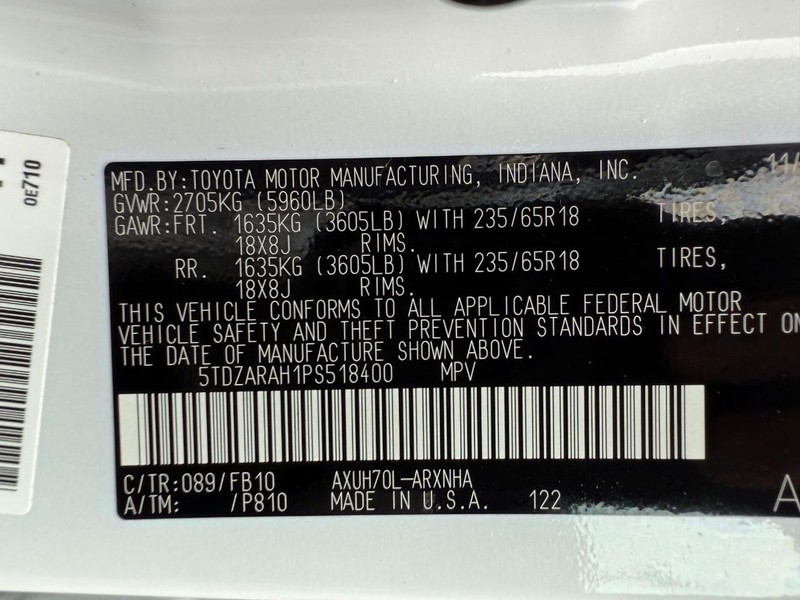 0E710
MFD.BY:TOYOTA MOTOR MANUFACTURING, INDIANA, INC. 11/
GVWR:2705KG (5960LB)
GAWR:FRT. 1635KG (3605LB) WITH 235/65R18 TIRES,
18X8J RIMS.
RR. 1635KG (3605LB) WITH 235/65R18 TIRES,
18X8J RIMS.
THIS VEHICLE CONFORMS TO ALL APPLICABLE FEDERAL MOTOR
VEHICLE SAFETY AND THEFT PREVENTION STANDARDS IN EFFECT ON
THE DATE OF MANUFACTURE SHOWN ABOVE.
5TDZARAH1PS518400 MPV
C/TR:089/FB10 AXUH70L-ARXNHA
A/TM: /P810 MADE IN U.S.A. 122 A